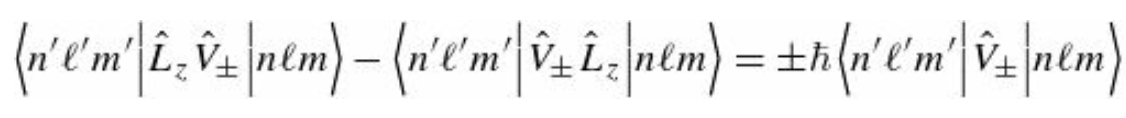 ⟨n′ℓ′m′|L̂_z V̂_±|nℓm⟩ − ⟨n′ℓ′m′|V̂_± L̂_z|nℓm⟩ = ±ħ⟨n′ℓ′m′|V̂_±|nℓm⟩